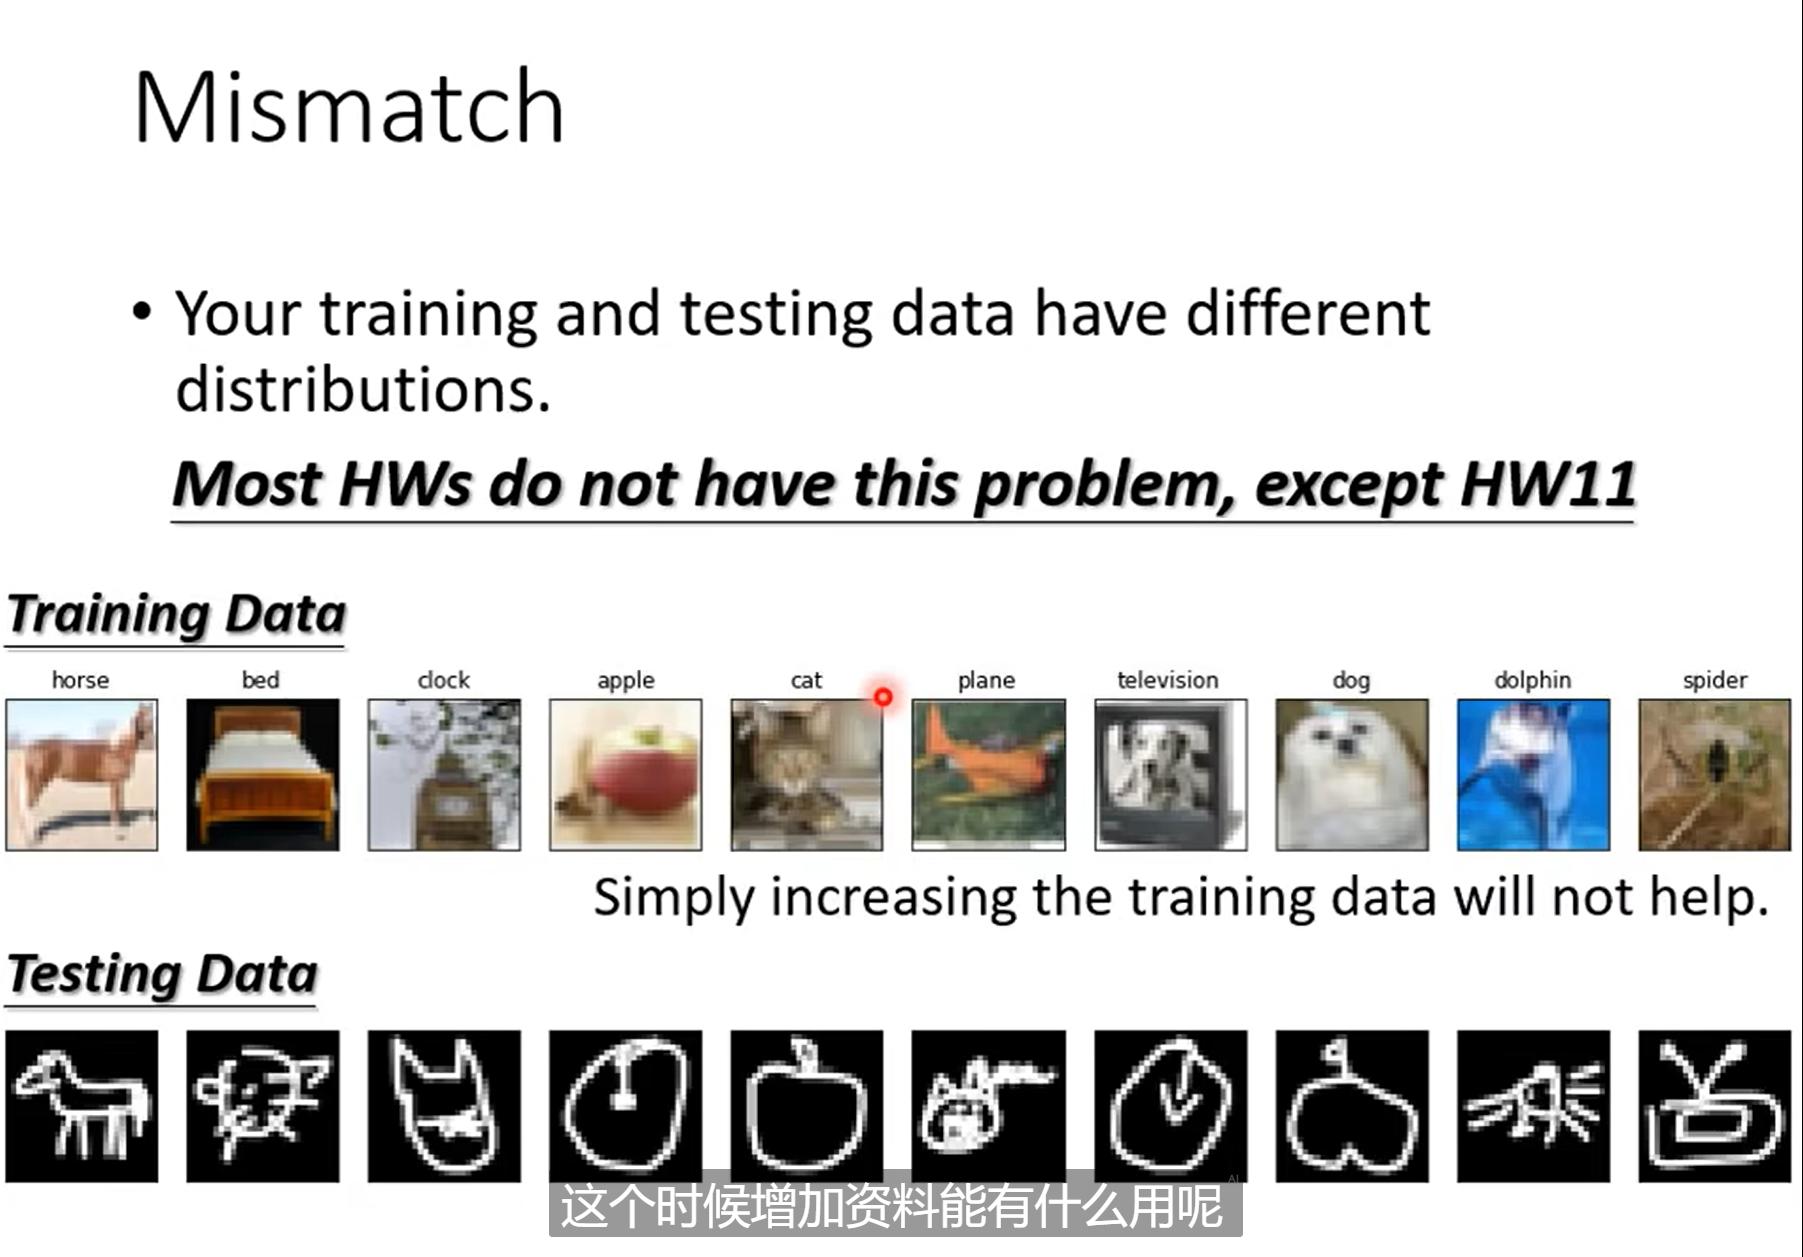 Mismatch
• Your training and testing data have different
distributions.
Most HWs do not have this problem, except HW11
Training Data
horse bed clock apple cat plane television dog dolphin spider
Simply increasing the training data will not help.
Testing Data
这个时候增加资料能有什么用呢
AI